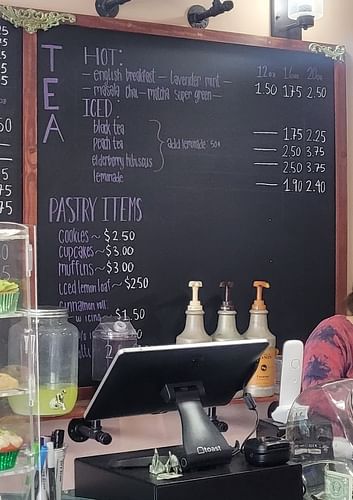 TEA
HOT:
12oz 16oz 20oz
- english breakfast - lavender mint -
- masala chai - matcha super green -
1.50 1.75 2.50
ICED:
black tea — 1.75 2.25
peach tea — 2.50 3.75
add lemonade 50¢
elderberry hibiscus — 2.50 3.75
lemonade — 1.90 2.40
PASTRY ITEMS
cookies ~ $2.50
cupcakes ~ $3.00
muffins ~ $3.00
iced lemon loaf ~ $2.50
cinnamon roll
w/ icing ~ $1.50
toast